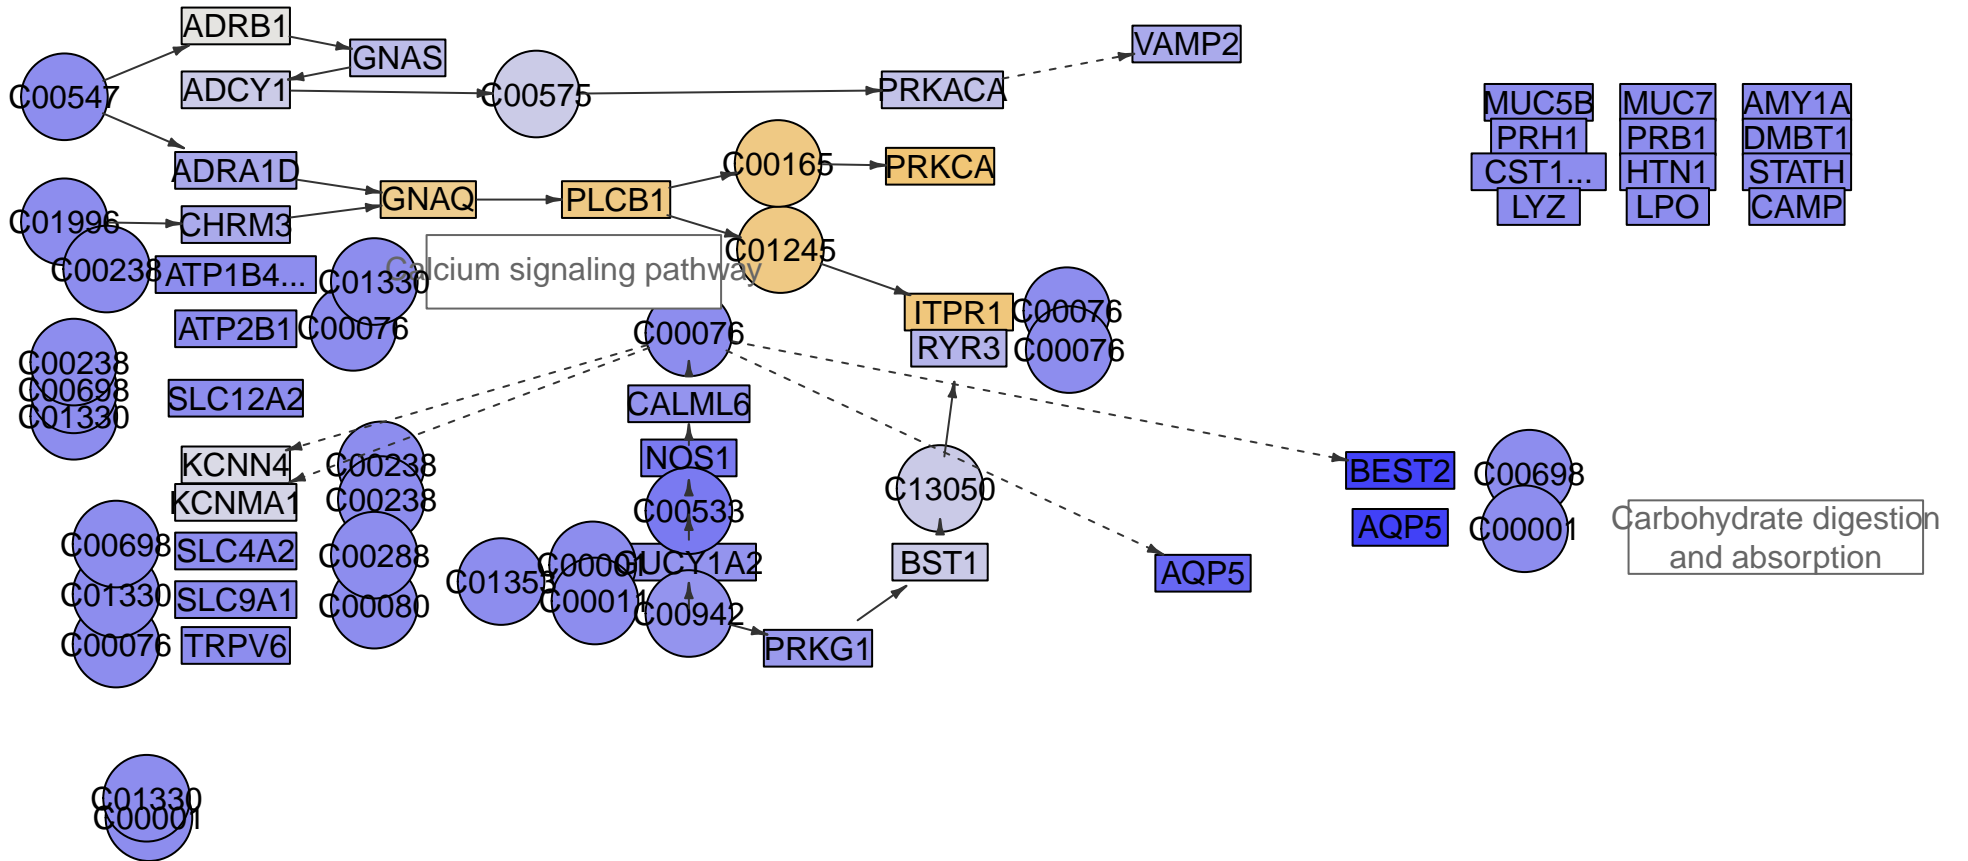 ADRB1
GNAS
VAMP2
C00547
ADCY1
C00575
PRKACA
MUC5B
MUC7
AMY1A
PRH1
PRB1
DMBT1
ADRA1D
C00165
PRKCA
CST1...
HTN1
STATH
GNAQ
PLCB1
LYZ
LPO
CAMP
C01996
CHRM3
C01245
C00238
ATP1B4...
C01330
Calcium signaling pathway
ATP2B1
C00076
C00076
ITPR1
C00076
RYR3
C00076
C00238
C00698
C01330
SLC12A2
CALML6
KCNN4
C00238
NOS1
BEST2
C00698
KCNMA1
C00238
C00533
C13050
AQP5
C00001
Carbohydrate digestion
and absorption
C00698
SLC4A2
C00288
C00001
GUCY1A2
BST1
AQP5
C01330
SLC9A1
C00080
C01353
C00011
C00942
C00076
TRPV6
PRKG1
C01330
C00001